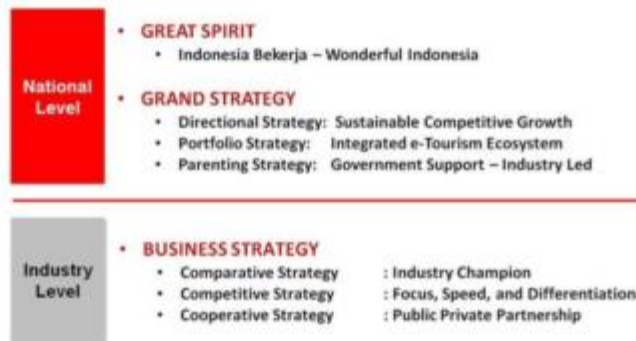 National
Level
• GREAT SPIRIT
• Indonesia Bekerja – Wonderful Indonesia
• GRAND STRATEGY
• Directional Strategy: Sustainable Competitive Growth
• Portfolio Strategy: Integrated e-Tourism Ecosystem
• Parenting Strategy: Government Support – Industry Led
Industry
Level
• BUSINESS STRATEGY
• Comparative Strategy : Industry Champion
• Competitive Strategy : Focus, Speed, and Differentiation
• Cooperative Strategy : Public Private Partnership